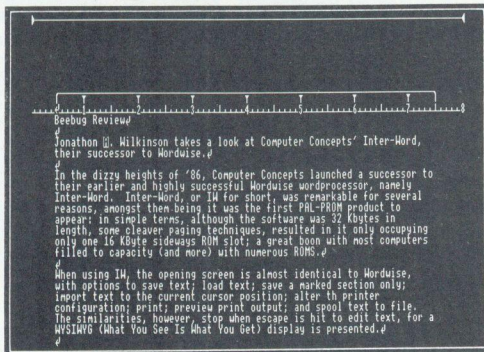 1 2 3 4 5 6 7 8
Beebug Review
Jonathon . Wilkinson takes a look at Computer Concepts' Inter-Word,
their successor to Wordwise.
In the dizzy heights of '86, Computer Concepts launched a successor to
their earlier and highly successful Wordwise wordprocessor, namely
Inter-Word. Inter-Word, or IW for short, was remarkable for several
reasons, amongst them being it was the first PAL-PROM product to
appear: in simple terms, although the software was 32 Kbytes in
length, some cleaver paging techniques, resulted in it only occupying
only one 16 KByte sideways ROM slot; a great boon with most computers
filled to capacity (and more) with numerous ROMS.
When using IW, the opening screen is almost identical to Wordwise,
with options to save text; load text; save a marked section only;
import text to the current cursor position; alter th printer
configuration; print; preview print output; and spool text to file.
The similarities, however, stop when escape is hit to edit text, for a
WYSIWYG (What You See Is What You Get) display is presented.